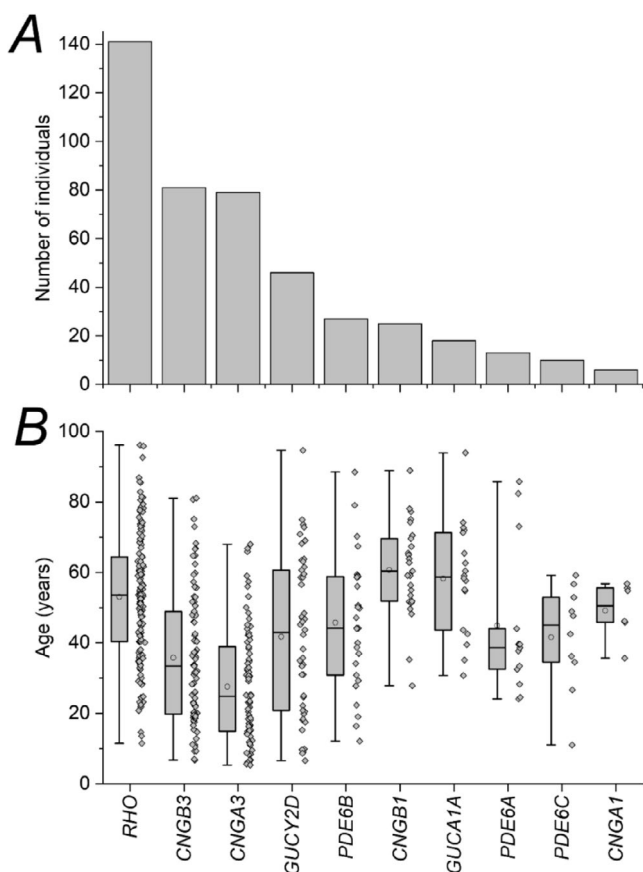 A
140
120
100
80
60
40
20
0
Number of individuals
B
100
80
60
40
20
0
Age (years)
RHO
CNGB3
CNGA3
GUCY2D
PDE6B
CNGB1
GUCA1A
PDE6A
PDE6C
CNGA1